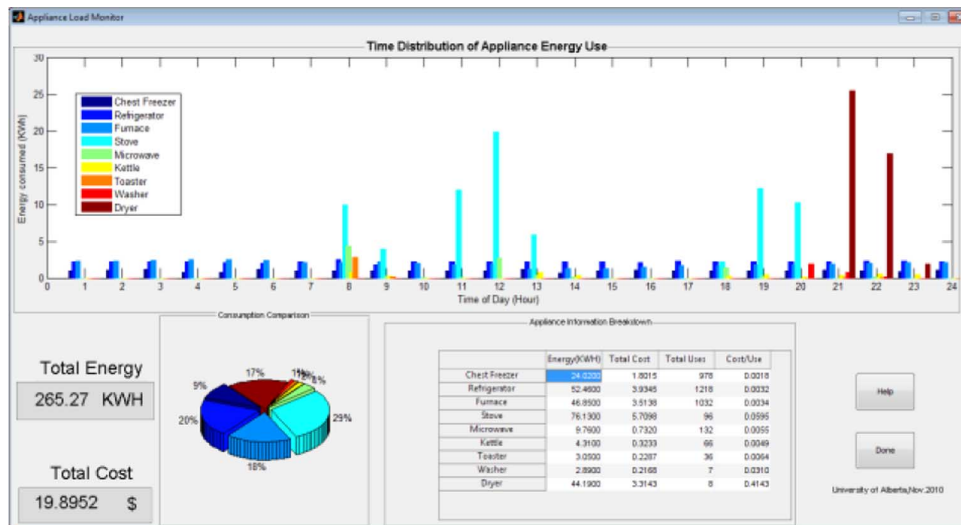 Appliance Load Monitor
Time Distribution of Appliance Energy Use
Energy consumed (KWh)
30
25
20
15
10
5
0
Chest Freezer
Refrigerator
Furnace
Stove
Microwave
Kettle
Toaster
Washer
Dryer
0 1 2 3 4 5 6 7 8 9 10 11 12 13 14 15 16 17 18 19 20 21 22 23 24
Time of Day (Hour)
Consumption Comparison
17%
9%
20%
18%
29%
Total Energy
265.27 KWH
Total Cost
19.8952 $
Appliance Information Breakdown
Energy(KWH) Total Cost Total Uses Cost/Use
Chest Freezer 24.0200 1.8015 978 0.0018
Refrigerator 52.4600 3.9345 1218 0.0032
Furnace 46.8500 3.5138 1032 0.0034
Stove 76.1300 5.7098 96 0.0595
Microwave 9.7600 0.7320 132 0.0055
Kettle 4.3100 0.3233 66 0.0049
Toaster 3.0500 0.2287 36 0.0064
Washer 2.8900 0.2168 7 0.0310
Dryer 44.1900 3.3143 8 0.4143
Help
Done
University of Alberta,Nov.2010